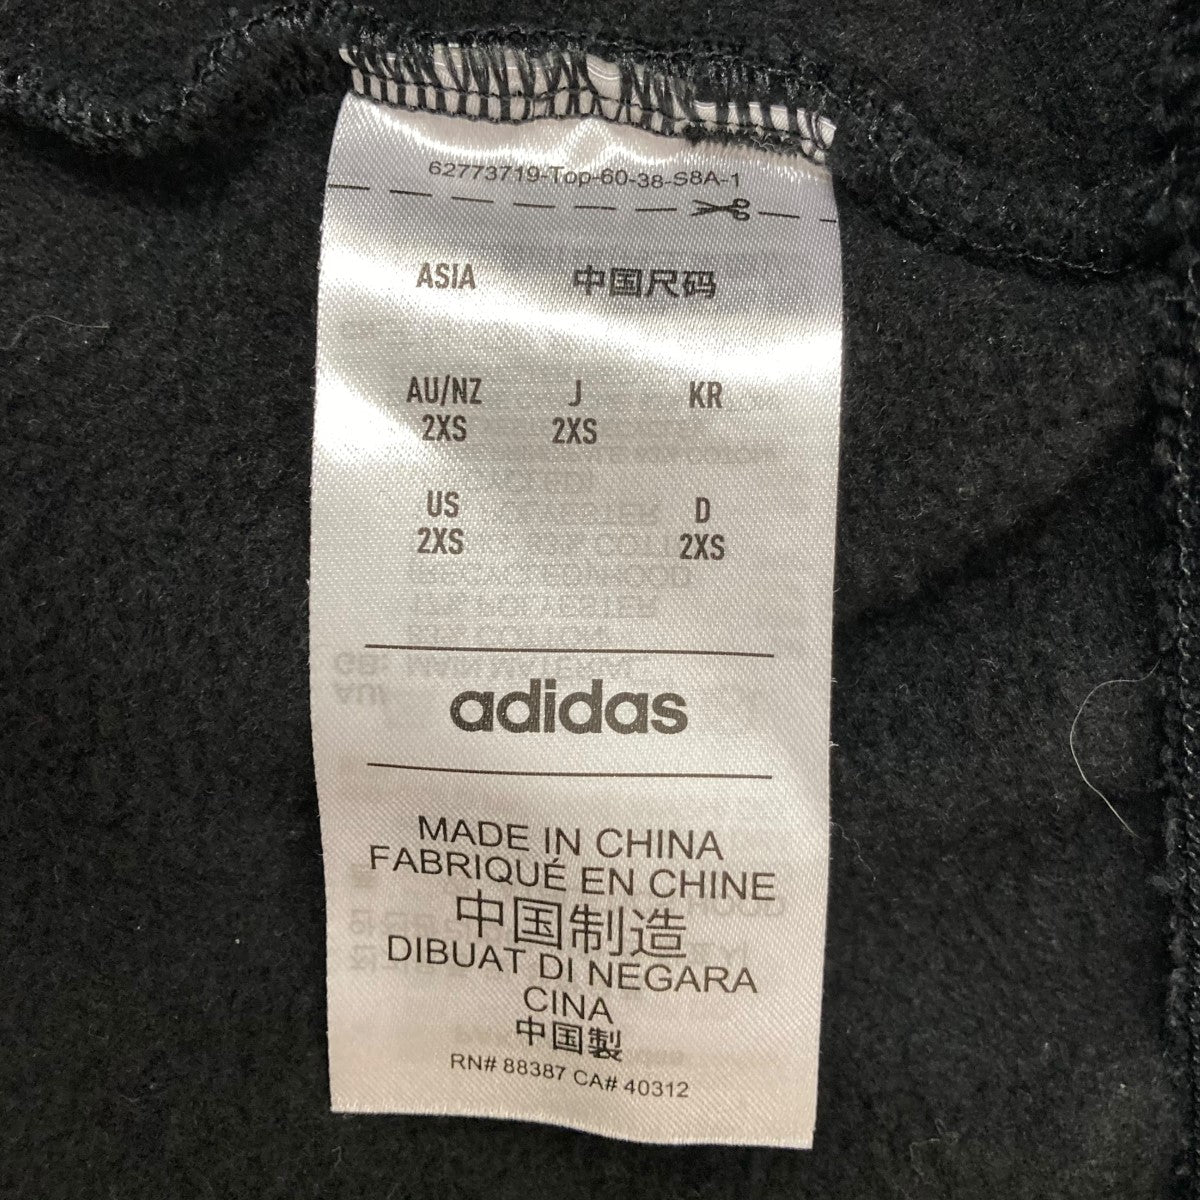 62773719-Top-60-38-S8A-1
ASIA 中国尺码
AU/NZ J KR
2XS 2XS
US D
2XS 2XS
adidas
MADE IN CHINA
FABRIQUÉ EN CHINE
中国制造
DIBUAT DI NEGARA
CINA
中国製
RN# 88387 CA# 40312